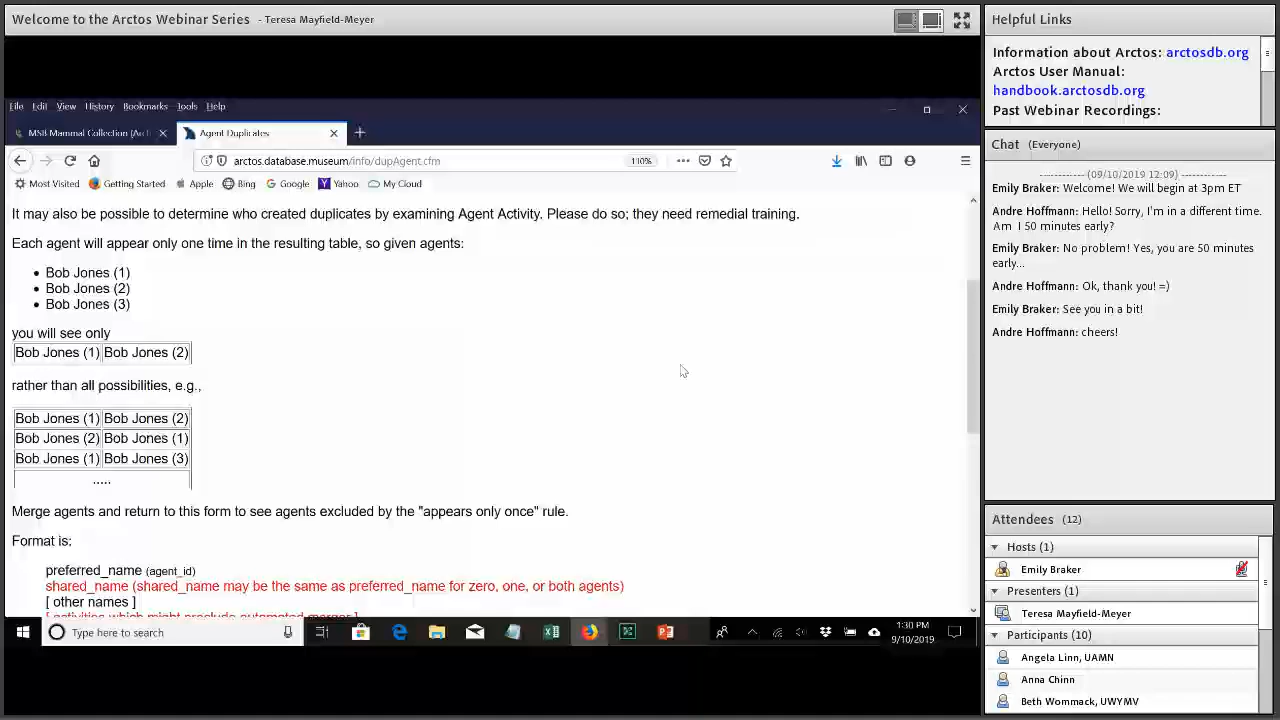 Welcome to the Arctos Webinar Series - Teresa Mayfield-Meyer
File Edit View History Bookmarks Tools Help
MSB Mammal Collection (Arct
Agent Duplicates
arctos.database.museum/info/dupAgent.cfm
110%
Most Visited Getting Started Apple Bing Google Yahoo My Cloud
It may also be possible to determine who created duplicates by examining Agent Activity. Please do so; they need remedial training.
Each agent will appear only one time in the resulting table, so given agents:
Bob Jones (1)
Bob Jones (2)
Bob Jones (3)
you will see only
Bob Jones (1) Bob Jones (2)
rather than all possibilities, e.g.,
Bob Jones (1) Bob Jones (2)
Bob Jones (2) Bob Jones (1)
Bob Jones (1) Bob Jones (3)
.....
Merge agents and return to this form to see agents excluded by the "appears only once" rule.
Format is:
preferred_name (agent_id)
shared_name (shared_name may be the same as preferred_name for zero, one, or both agents)
[ other names ]
[ activities which might preclude automated merger ]
Type here to search
1:30 PM
9/10/2019
Helpful Links
Information about Arctos: arctosdb.org
Arctos User Manual:
handbook.arctosdb.org
Past Webinar Recordings:
Chat (Everyone)
------------ (09/10/2019 12:09) ------------
Emily Braker: Welcome! We will begin at 3pm ET
Andre Hoffmann: Hello! Sorry, I'm in a different time.
Am I 50 minutes early?
Emily Braker: No problem! Yes, you are 50 minutes
early...
Andre Hoffmann: Ok, thank you! =)
Emily Braker: See you in a bit!
Andre Hoffmann: cheers!
Attendees (12)
Hosts (1)
Emily Braker
Presenters (1)
Teresa Mayfield-Meyer
Participants (10)
Angela Linn, UAMN
Anna Chinn
Beth Wommack, UWYMV